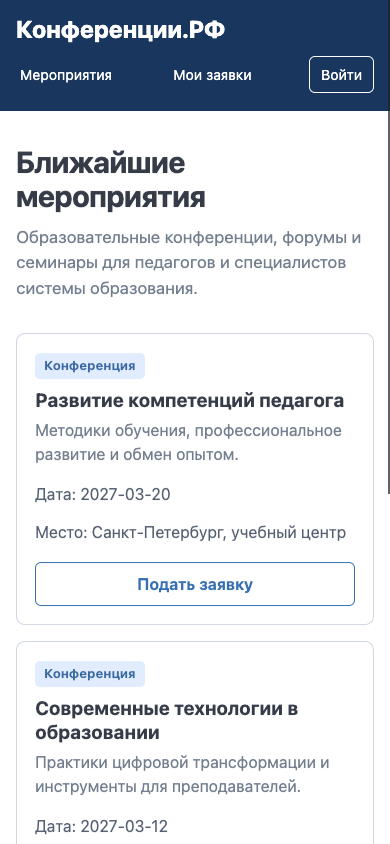 Конференции.РФ
Мероприятия
Мои заявки
Войти
Ближайшие
мероприятия
Образовательные конференции, форумы и
семинары для педагогов и специалистов
системы образования.
Конференция
Развитие компетенций педагога
Методики обучения, профессиональное
развитие и обмен опытом.
Дата: 2027-03-20
Место: Санкт-Петербург, учебный центр
Подать заявку
Конференция
Современные технологии в
образовании
Практики цифровой трансформации и
инструменты для преподавателей.
Дата: 2027-03-12